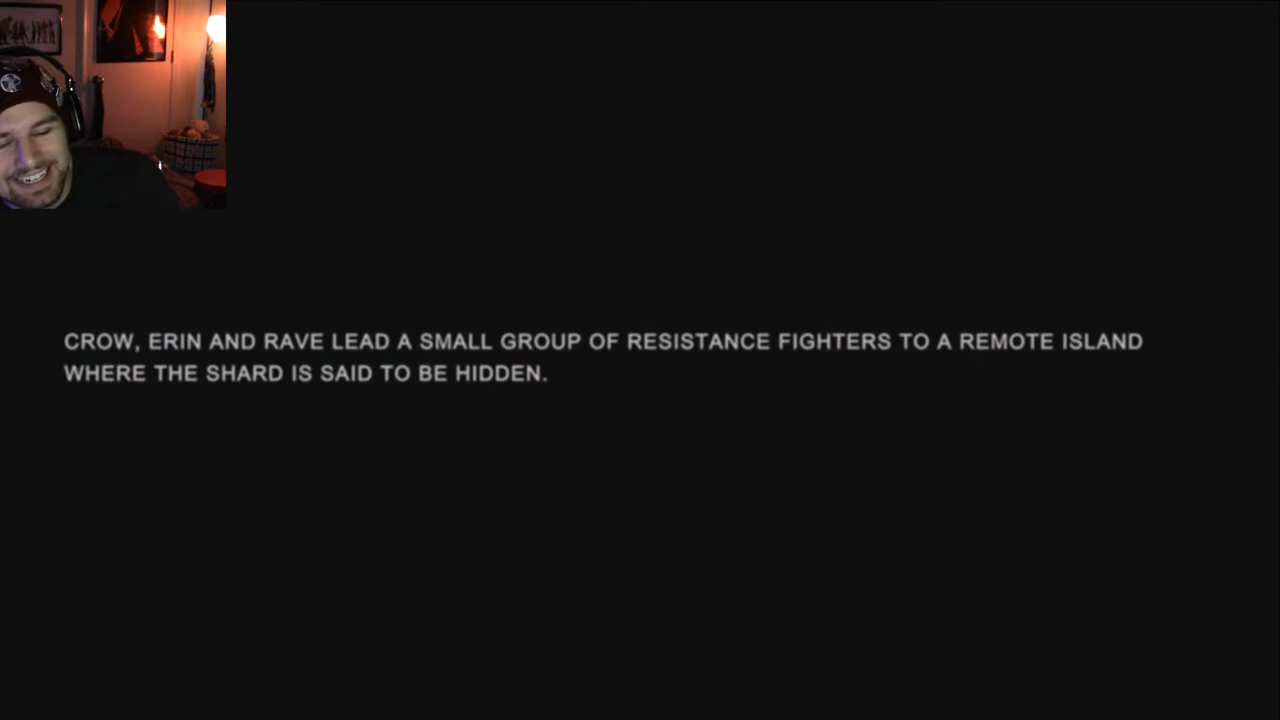 CROW, ERIN AND RAVE LEAD A SMALL GROUP OF RESISTANCE FIGHTERS TO A REMOTE ISLAND
WHERE THE SHARD IS SAID TO BE HIDDEN.